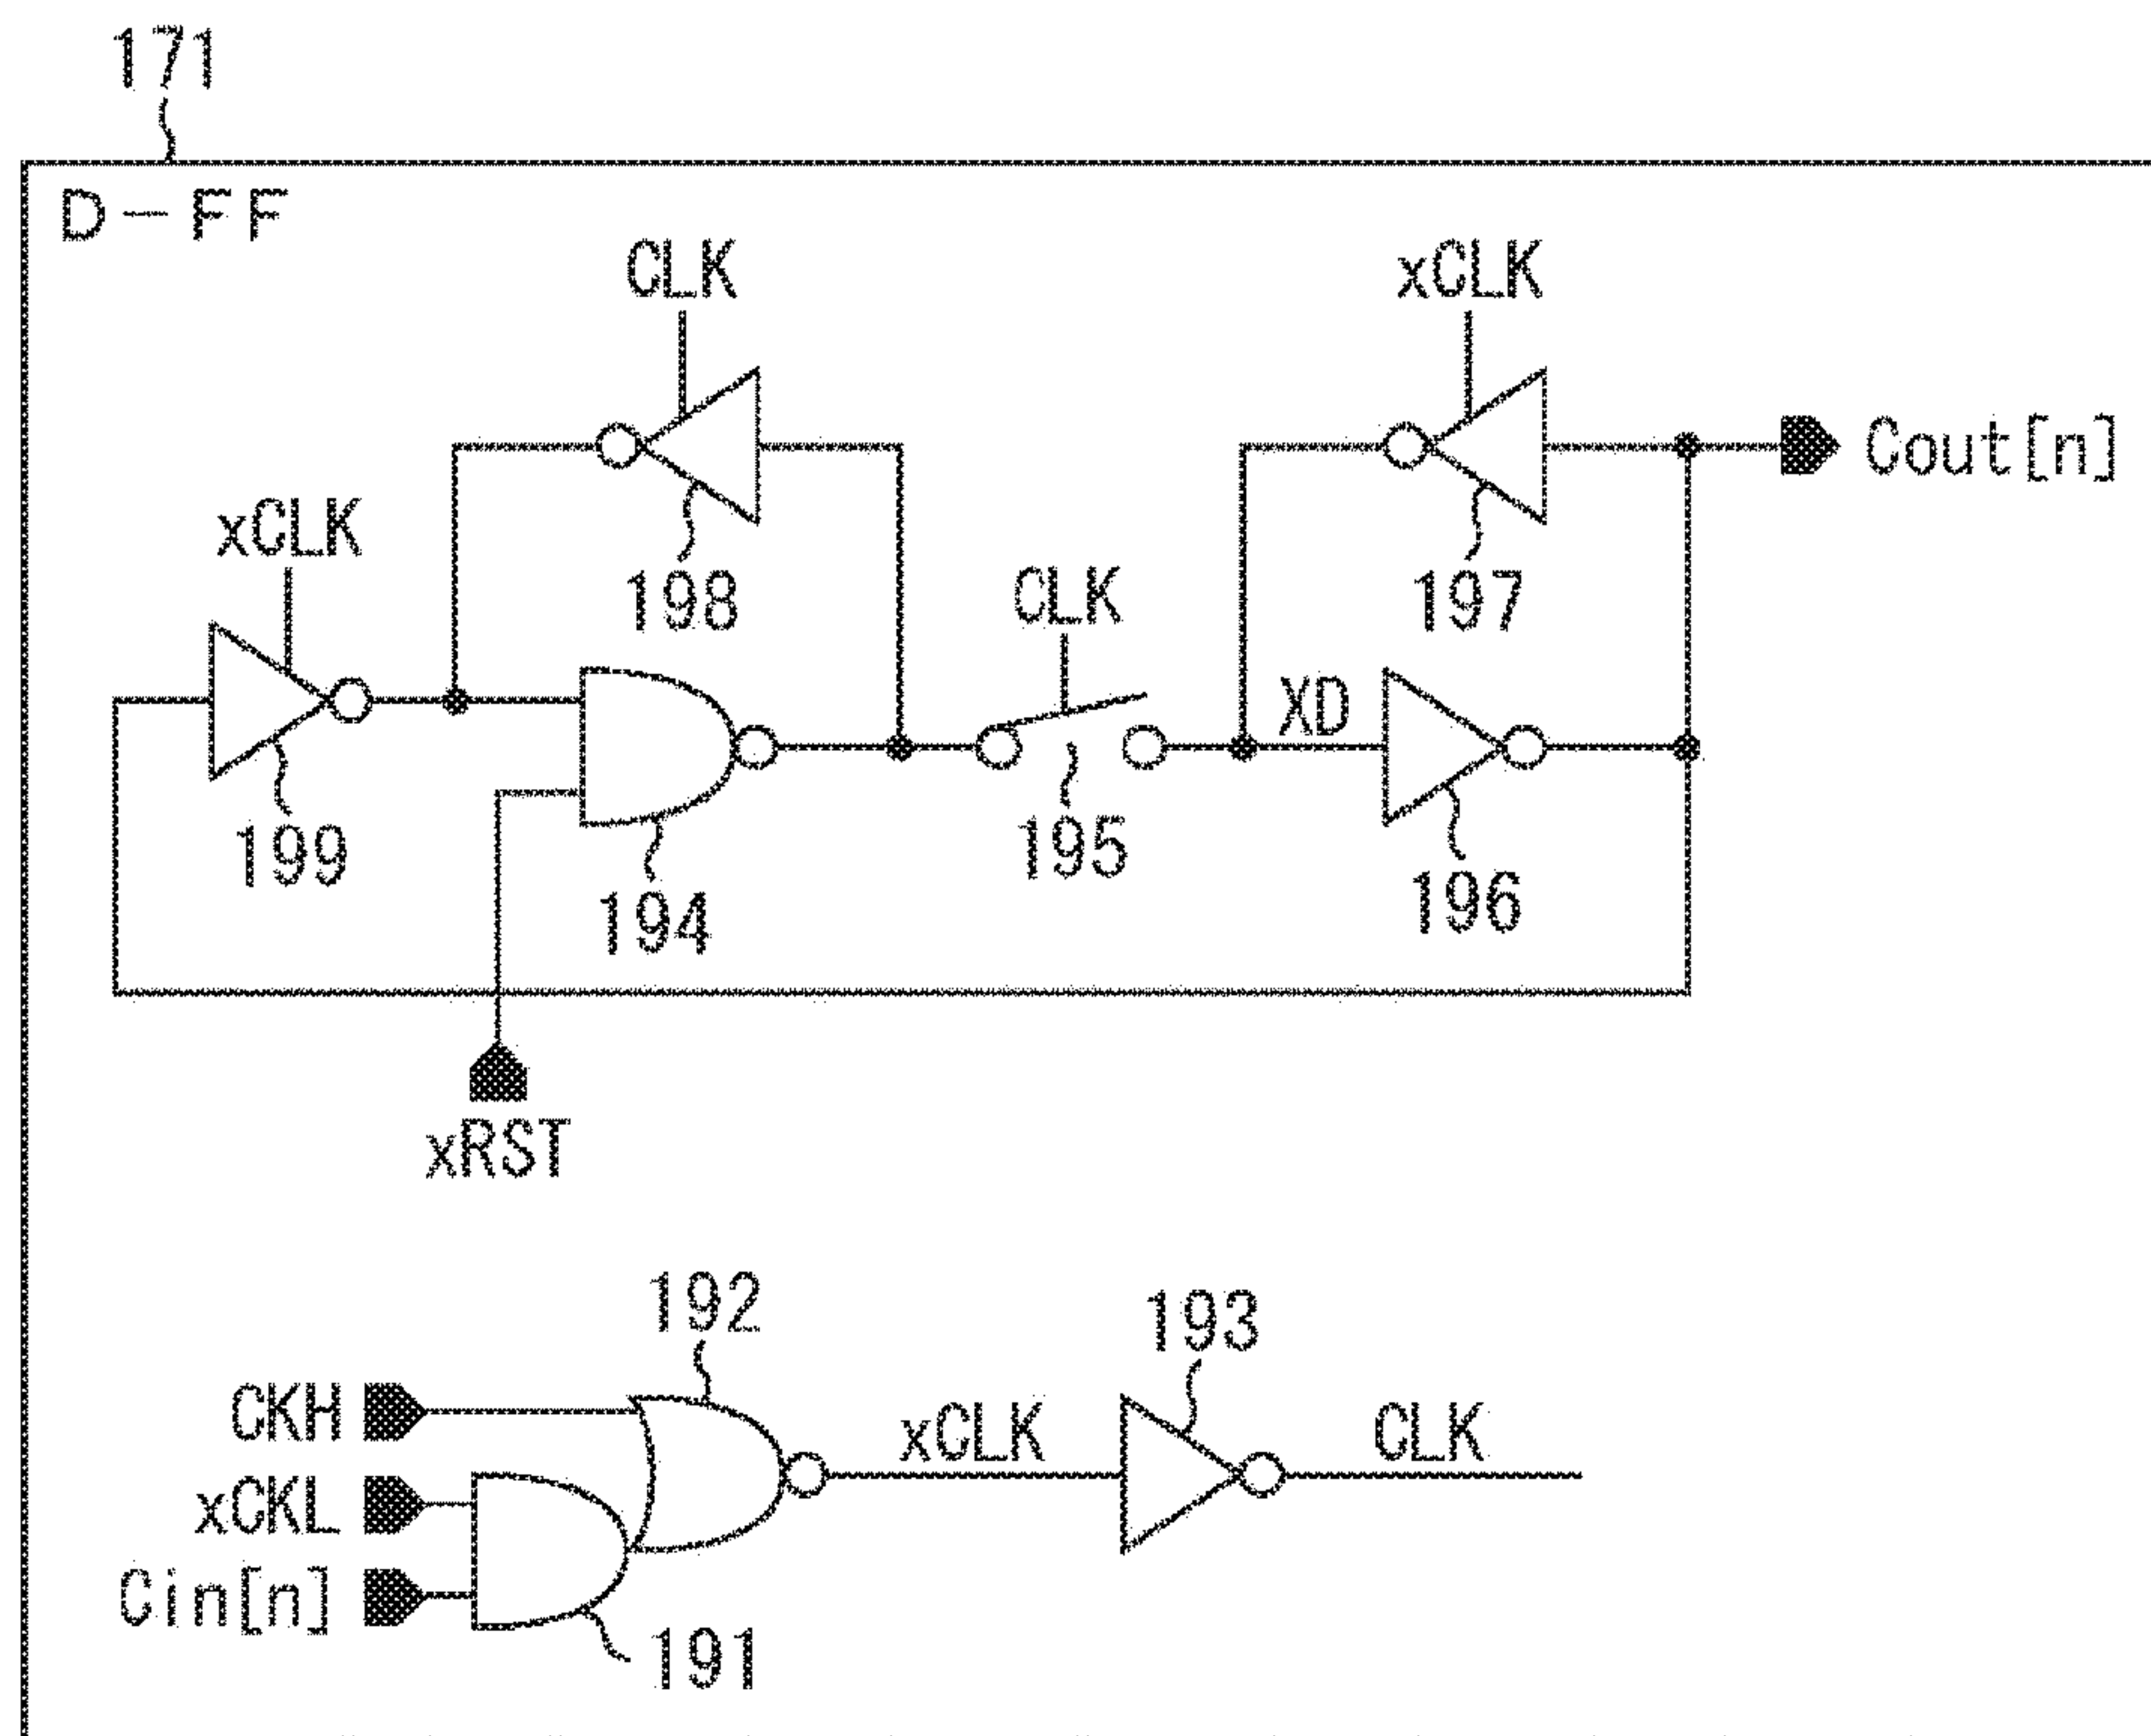 171
D-FF
CLK
xCLK
xCLK
198
CLK
197
Cout[n]
XD
199
194
195
196
xRST
192
193
CKH
xCLK
CLK
xCKL
Cin[n]
191